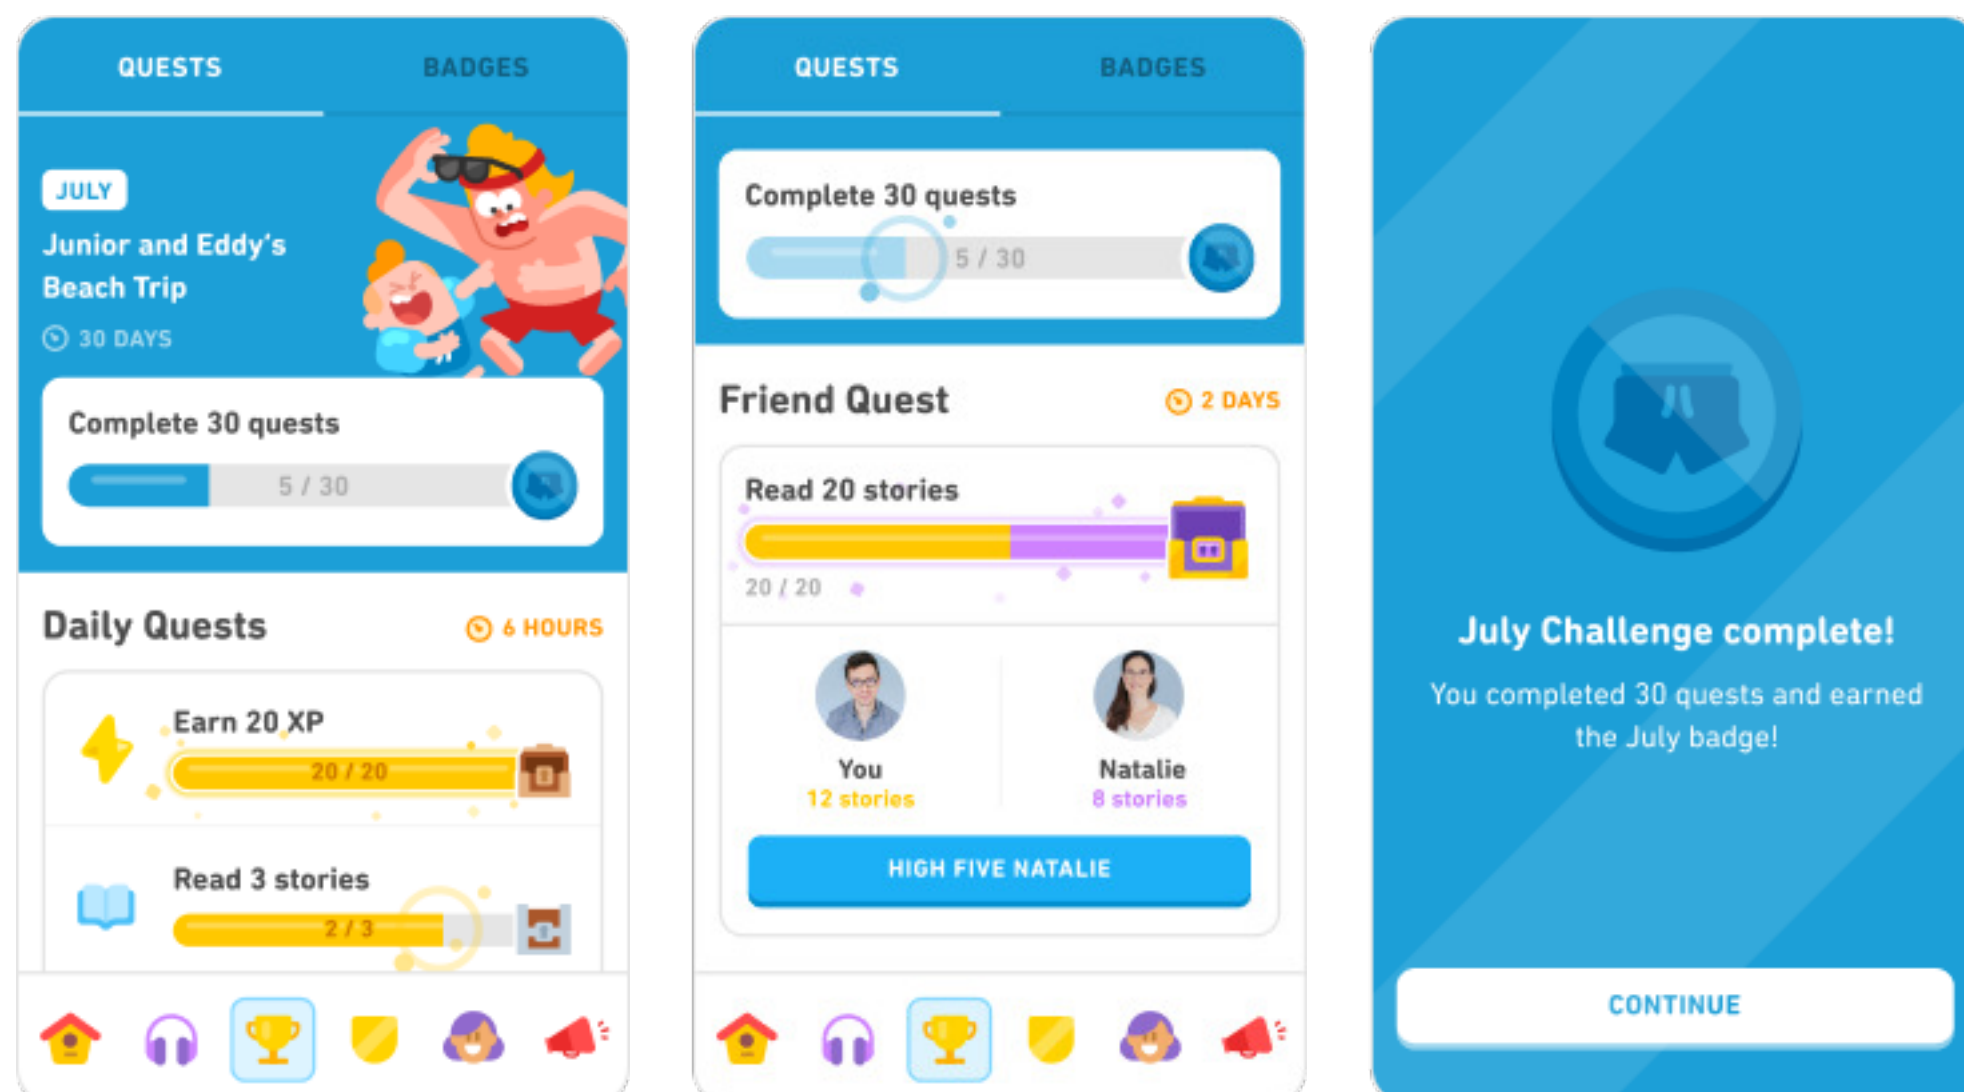 QUESTS BADGES
JULY
Junior and Eddy's
Beach Trip
30 DAYS
Complete 30 quests
5 / 30
Daily Quests 6 HOURS
Earn 20 XP
20 / 20
Read 3 stories
2 / 3
QUESTS BADGES
Complete 30 quests
5 / 30
Friend Quest 2 DAYS
Read 20 stories
20 / 20
You Natalie
12 stories 8 stories
HIGH FIVE NATALIE
July Challenge complete!
You completed 30 quests and earned
the July badge!
CONTINUE